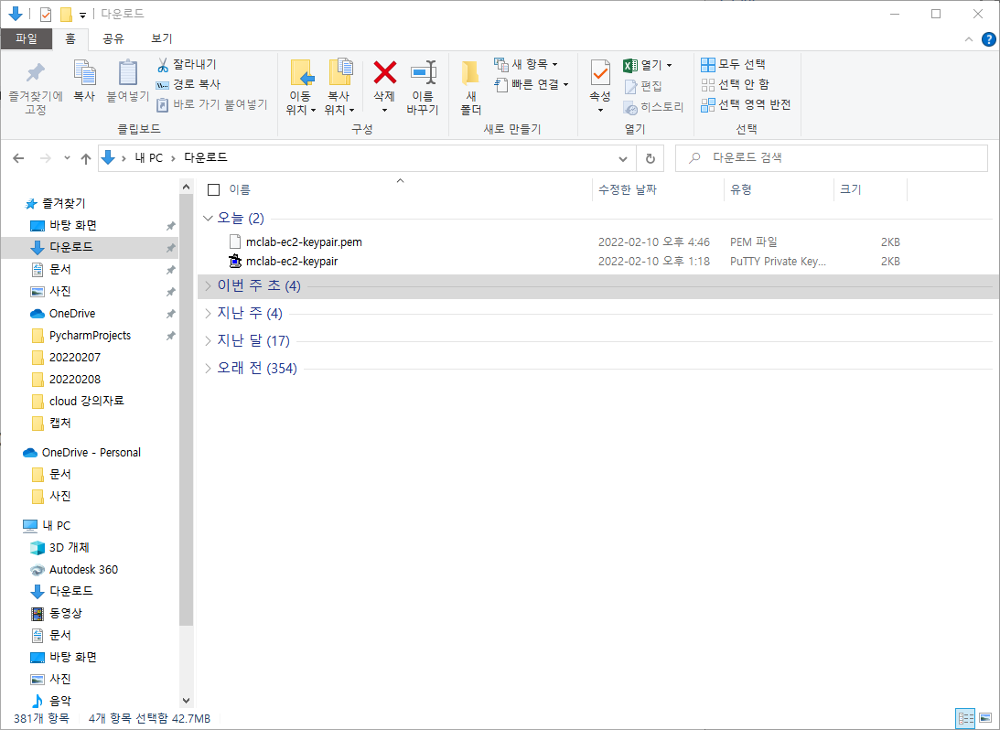 다운로드
파일 홈 공유 보기
즐겨찾기에 고정
복사
붙여넣기
잘라내기
경로 복사
바로 가기 붙여넣기
클립보드
이동 위치
복사 위치
삭제
이름 바꾸기
구성
새 폴더
새 항목
빠른 연결
새로 만들기
속성
열기
편집
히스토리
열기
모두 선택
선택 안 함
선택 영역 반전
선택
내 PC 다운로드
다운로드 검색
즐겨찾기
바탕 화면
다운로드
문서
사진
OneDrive
PycharmProjects
20220207
20220208
cloud 강의자료
캡처
OneDrive - Personal
문서
사진
내 PC
3D 개체
Autodesk 360
다운로드
동영상
문서
바탕 화면
사진
음악
이름 수정한 날짜 유형 크기
오늘 (2)
mclab-ec2-keypair.pem 2022-02-10 오후 4:46 PEM 파일 2KB
mclab-ec2-keypair 2022-02-10 오후 1:18 PuTTY Private Key... 2KB
이번 주 초 (4)
지난 주 (4)
지난 달 (17)
오래 전 (354)
381개 항목 4개 항목 선택함 42.7MB